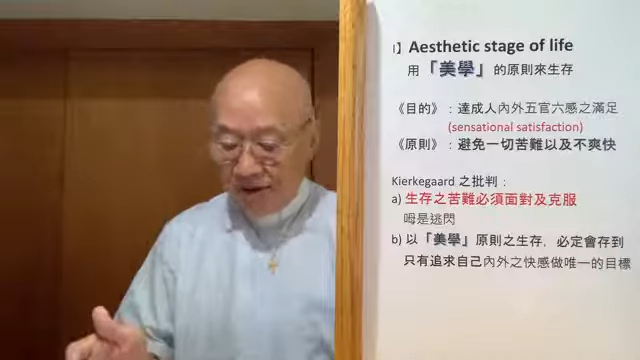 I】Aesthetic stage of life
用「美學」的原則來生存
《目的》：達成人內外五官六感之滿足
(sensational satisfaction)
《原則》：避免一切苦難以及不爽快
Kierkegaard 之批判：
a) 生存之苦難必須面對及克服
呣是逃閃
b) 以「美學」原則之生存，必定會存到
只有追求自己內外之快感做唯一的目標